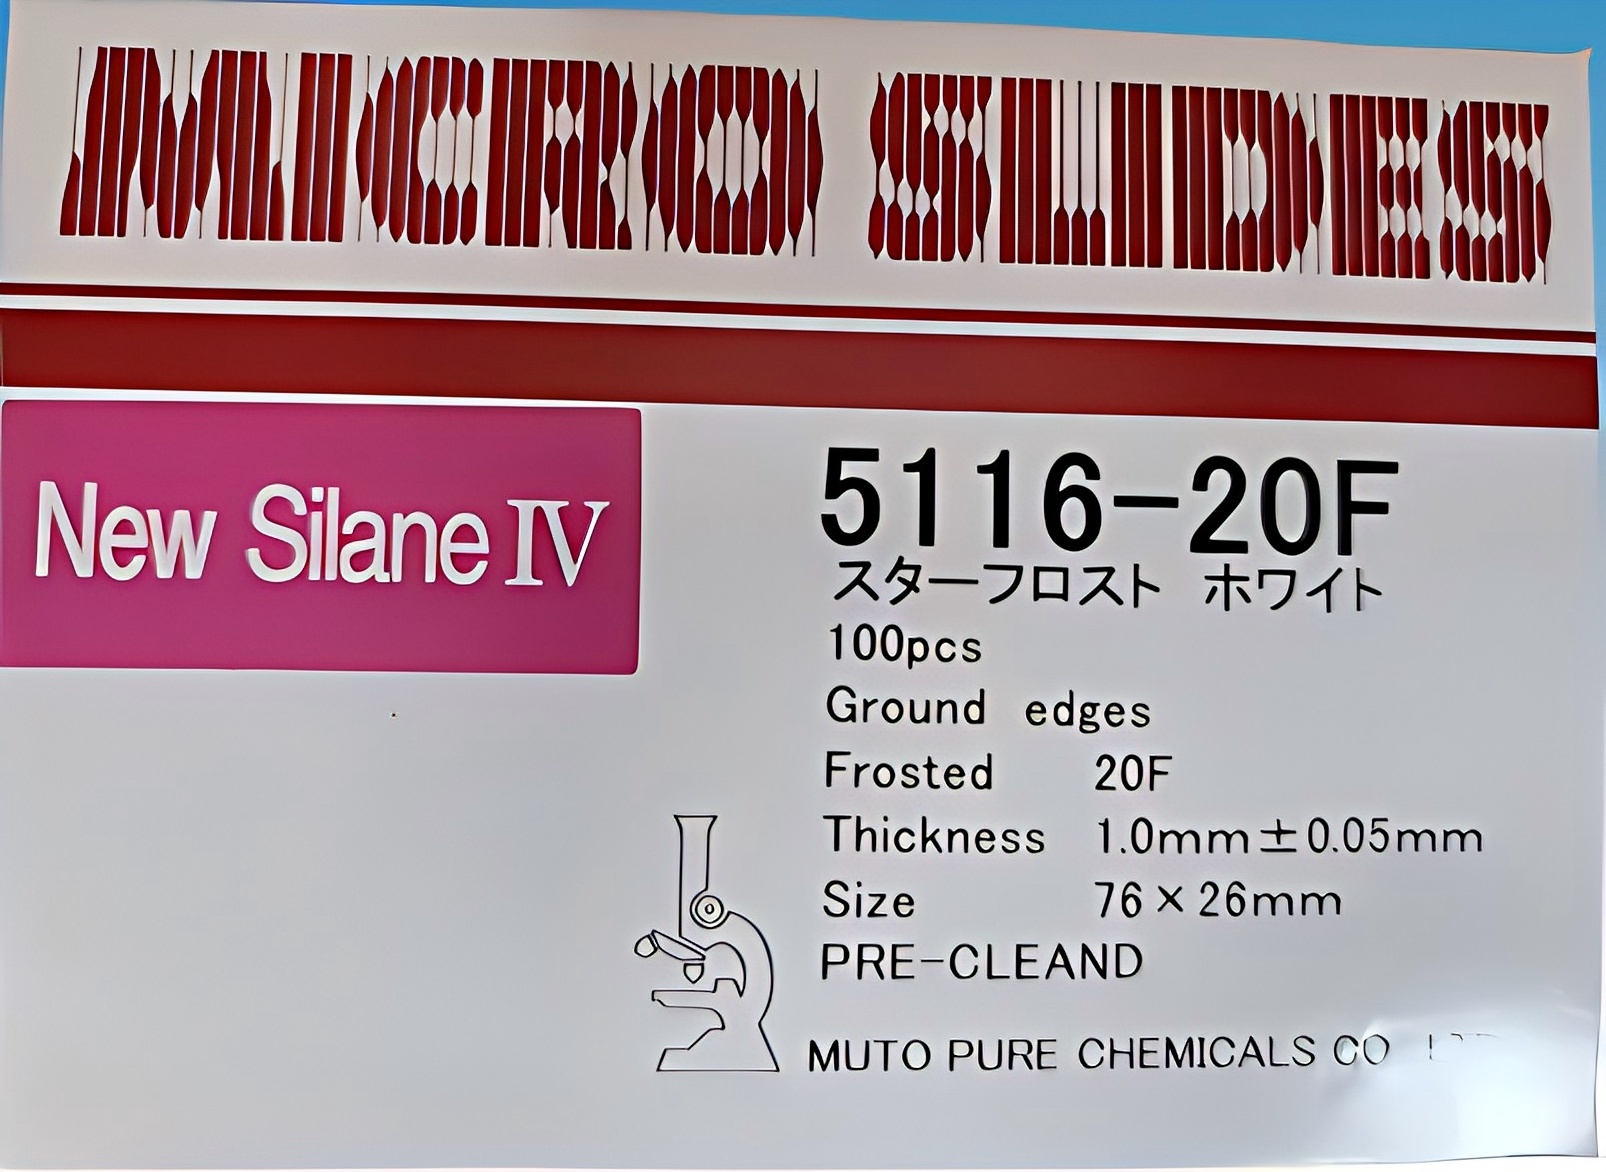 MICRO SLIDES
New Silane Ⅳ
5116-20F
スターフロスト ホワイト
100pcs
Ground edges
Frosted 20F
Thickness 1.0mm±0.05mm
Size 76×26mm
PRE-CLEAND
MUTO PURE CHEMICALS CO